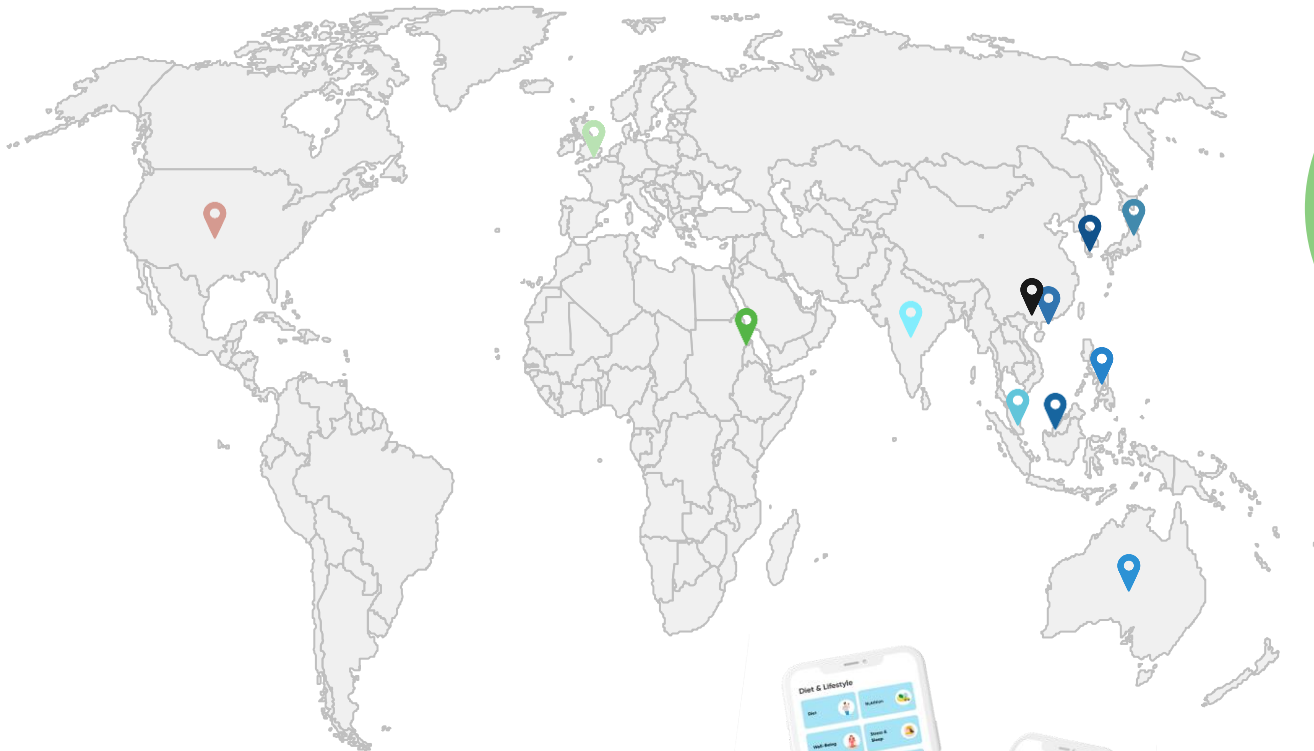 Diet & Lifestyle
Diet
Nutrition
Well-Being
Stress &
Sleep